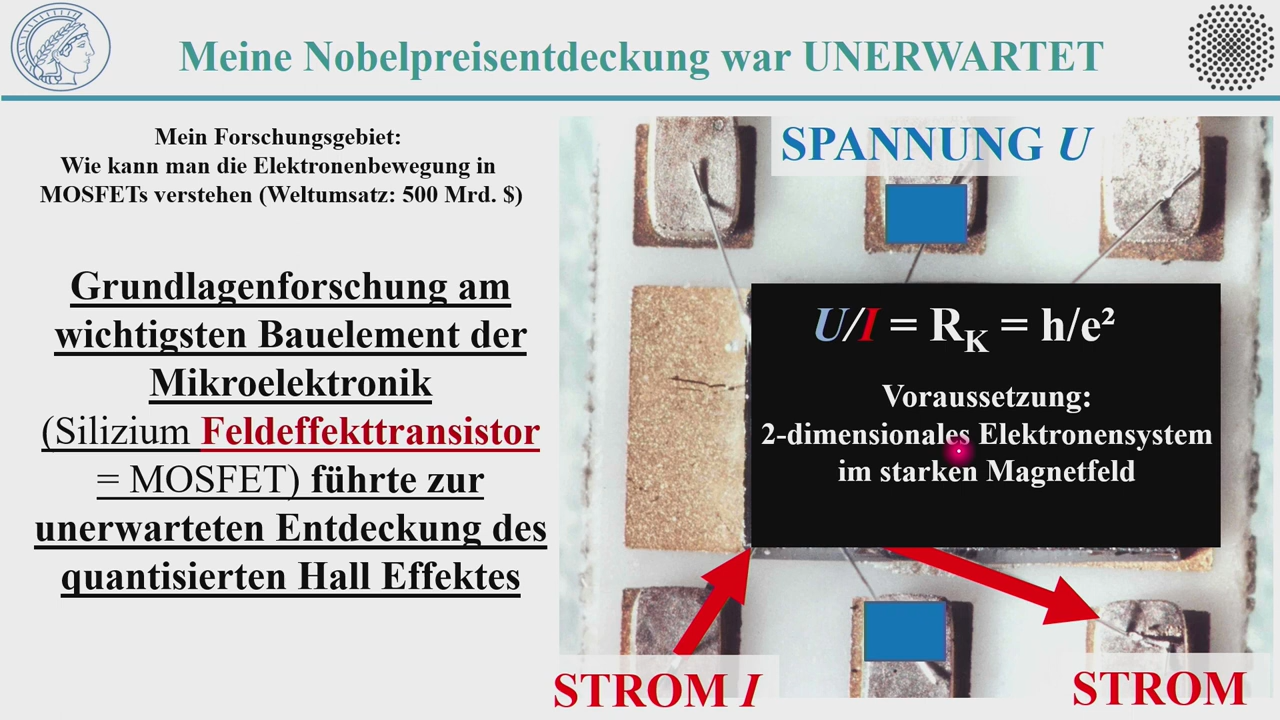 Meine Nobelpreisentdeckung war UNERWARTET
Mein Forschungsgebiet:
Wie kann man die Elektronenbewegung in
MOSFETs verstehen (Weltumsatz: 500 Mrd. $)
Grundlagenforschung am
wichtigsten Bauelement der
Mikroelektronik
(Silizium Feldeffekttransistor
= MOSFET) führte zur
unerwarteten Entdeckung des
quantisierten Hall Effektes
SPANNUNG U
U/I = R_K = h/e²
Voraussetzung:
2-dimensionales Elektronensystem
im starken Magnetfeld
STROM I
STROM